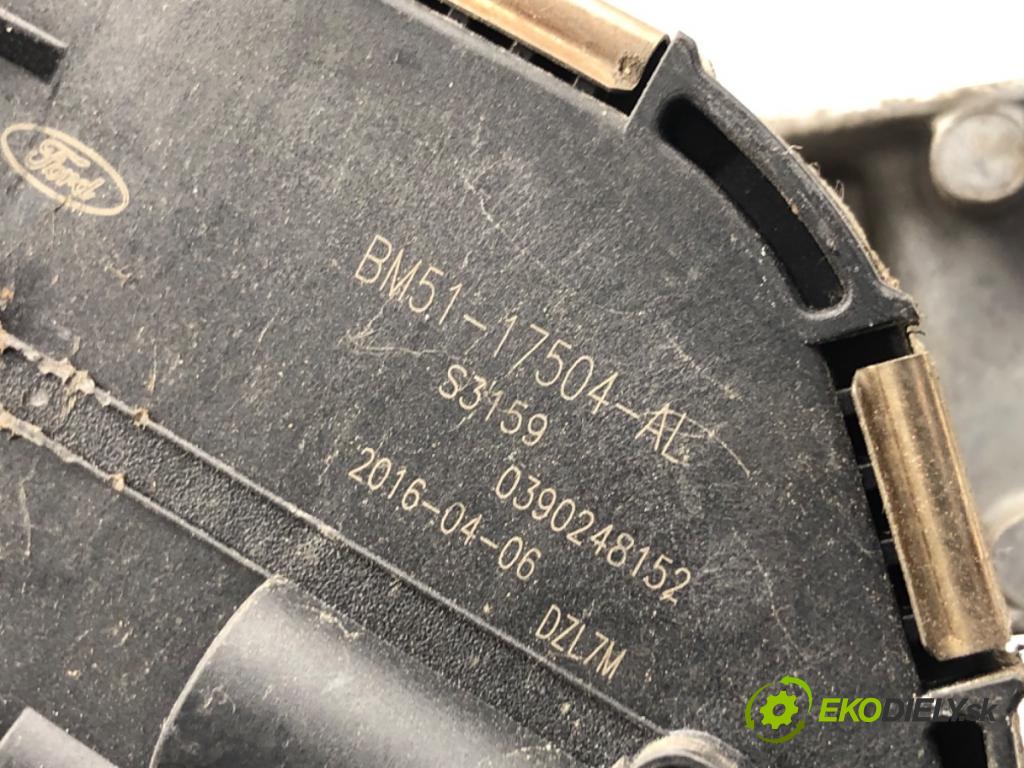 Ford
BM51-17504-AL
S3159
0390248152
2016-04-06
DZL7M
EKODIELY.sk